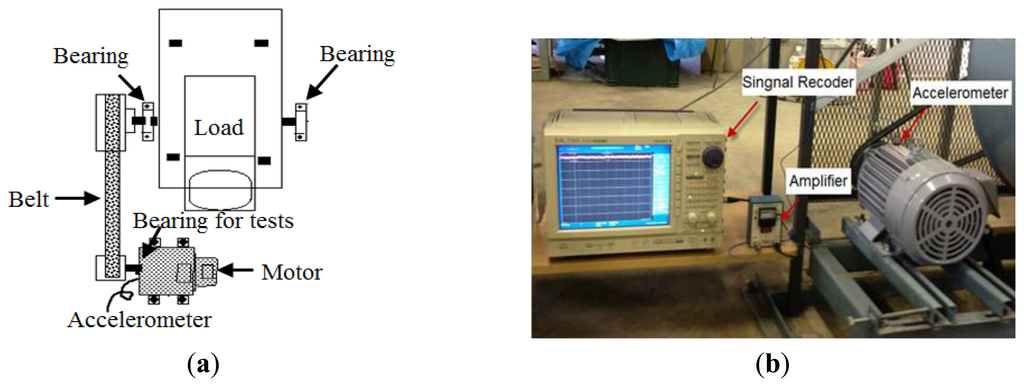 Bearing
Bearing
Load
Belt
Bearing for tests
Motor
Accelerometer
(a)
Singnal Recoder
Accelerometer
Amplifier
(b)